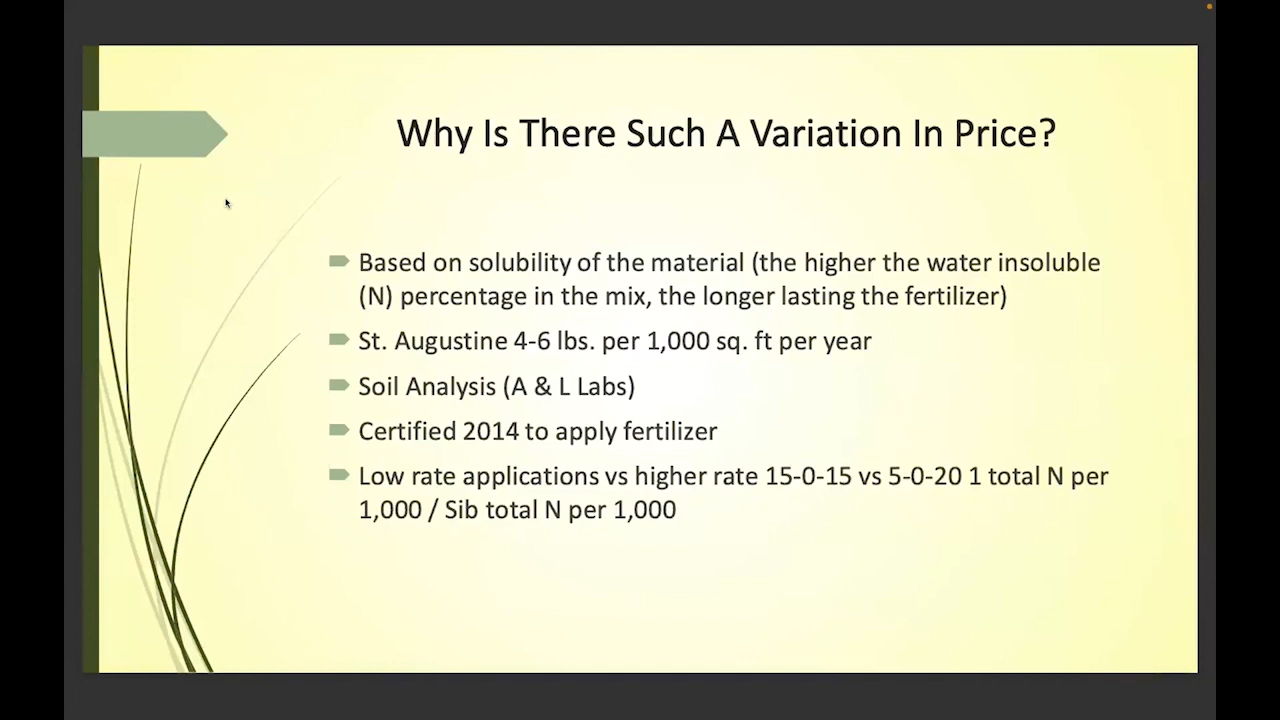 Why Is There Such A Variation In Price?
Based on solubility of the material (the higher the water insoluble
(N) percentage in the mix, the longer lasting the fertilizer)
St. Augustine 4-6 lbs. per 1,000 sq. ft per year
Soil Analysis (A & L Labs)
Certified 2014 to apply fertilizer
Low rate applications vs higher rate 15-0-15 vs 5-0-20 1 total N per
1,000 / Sib total N per 1,000